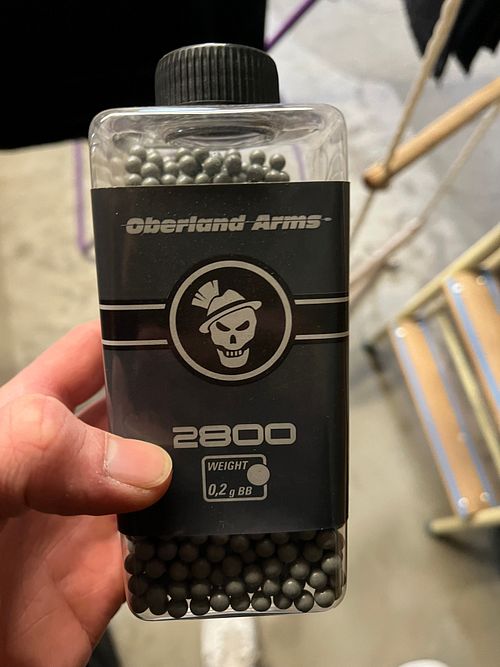 Oberland Arms
2800
WEIGHT
0,2 g BB